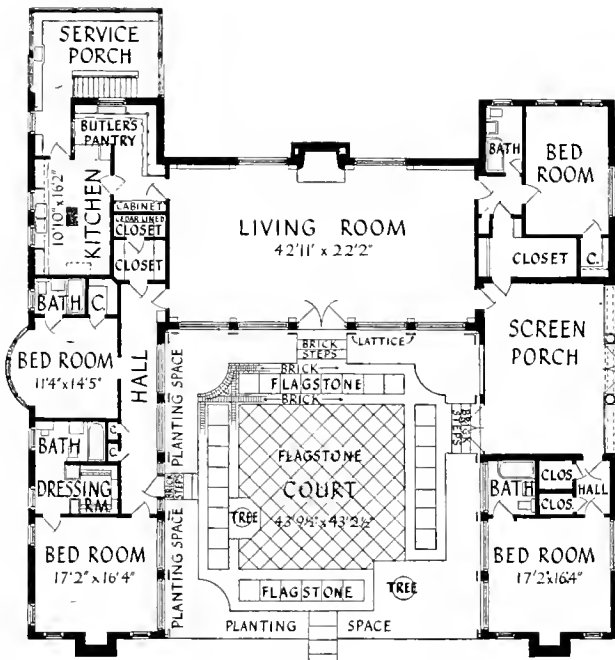 SERVICE
PORCH
BUTLER'S
PANTRY
BATH
BED
ROOM
10'10" x 16'2"
KITCHEN
CABINET
CEDAR LINED
CLOSET
CLOSET
LIVING ROOM
42'11" x 22'2"
CLOSET
C.
BATH
C.
HALL
BED ROOM
11'4" x 14'5"
BRICK
STEPS
LATTICE
SCREEN
PORCH
PLANTING SPACE
BRICK
FLAGSTONE
BRICK
BRICK
STEPS
FLAGSTONE
COURT
43'9½" x 43'2½"
TREE
BATH
C.
C.
DRESSING
RM.
BRICK
STEPS
BATH
CLOS.
HALL
CLOS.
BED ROOM
17'2" x 16'4"
PLANTING SPACE
FLAGSTONE
TREE
BED ROOM
17'2 x 16'4"
PLANTING SPACE